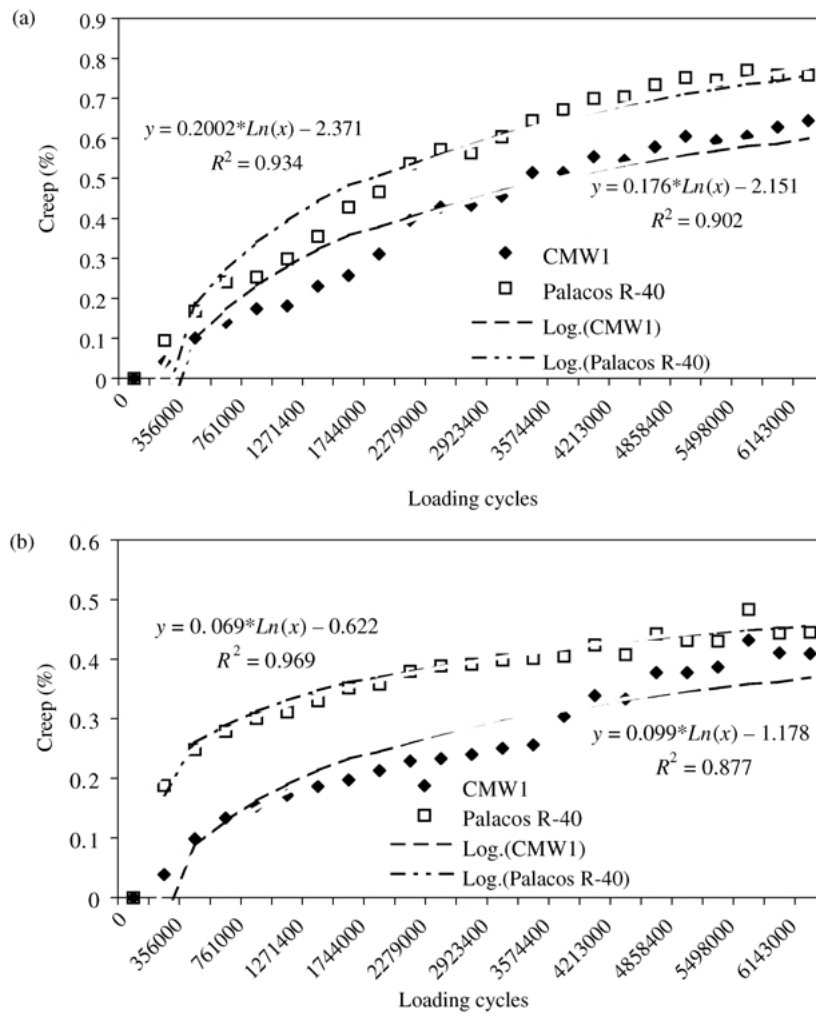 (a)
0.9
0.8
0.7
0.6
0.5
0.4
0.3
0.2
0.1
0
Creep (%)
y = 0.2002*Ln(x) – 2.371
R² = 0.934
y = 0.176*Ln(x) – 2.151
R² = 0.902
CMW1
Palacos R-40
Log.(CMW1)
Log.(Palacos R-40)
0
356000
761000
1271400
1744000
2279000
2923400
3574400
4213000
4858400
5498000
6143000
Loading cycles
(b)
0.6
0.5
0.4
0.3
0.2
0.1
0
Creep (%)
y = 0. 069*Ln(x) – 0.622
R² = 0.969
y = 0.099*Ln(x) – 1.178
R² = 0.877
CMW1
Palacos R-40
Log.(CMW1)
Log.(Palacos R-40)
0
356000
761000
1271400
1744000
2279000
2923400
3574400
4213000
4858400
5498000
6143000
Loading cycles